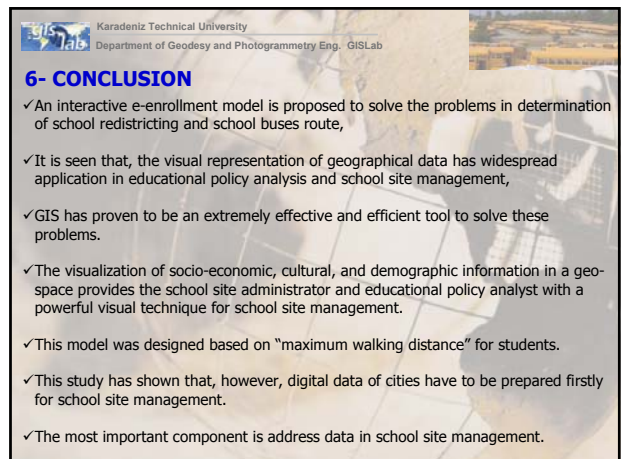 gis
lab
Karadeniz Technical University
Department of Geodesy and Photogrammetry Eng. GISLab
6- CONCLUSION
✓An interactive e-enrollment model is proposed to solve the problems in determination
of school redistricting and school buses route,
✓It is seen that, the visual representation of geographical data has widespread
application in educational policy analysis and school site management,
✓GIS has proven to be an extremely effective and efficient tool to solve these
problems.
✓The visualization of socio-economic, cultural, and demographic information in a geo-
space provides the school site administrator and educational policy analyst with a
powerful visual technique for school site management.
✓This model was designed based on “maximum walking distance” for students.
✓This study has shown that, however, digital data of cities have to be prepared firstly
for school site management.
✓The most important component is address data in school site management.